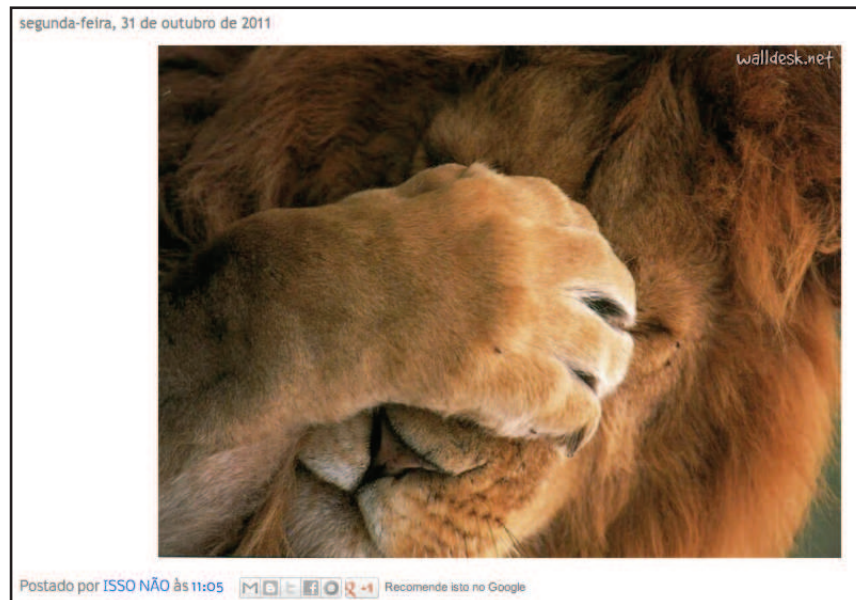 segunda-feira, 31 de outubro de 2011
walldesk.net
Postado por ISSO NÃO às 11:05
+1 Recomende isto no Google